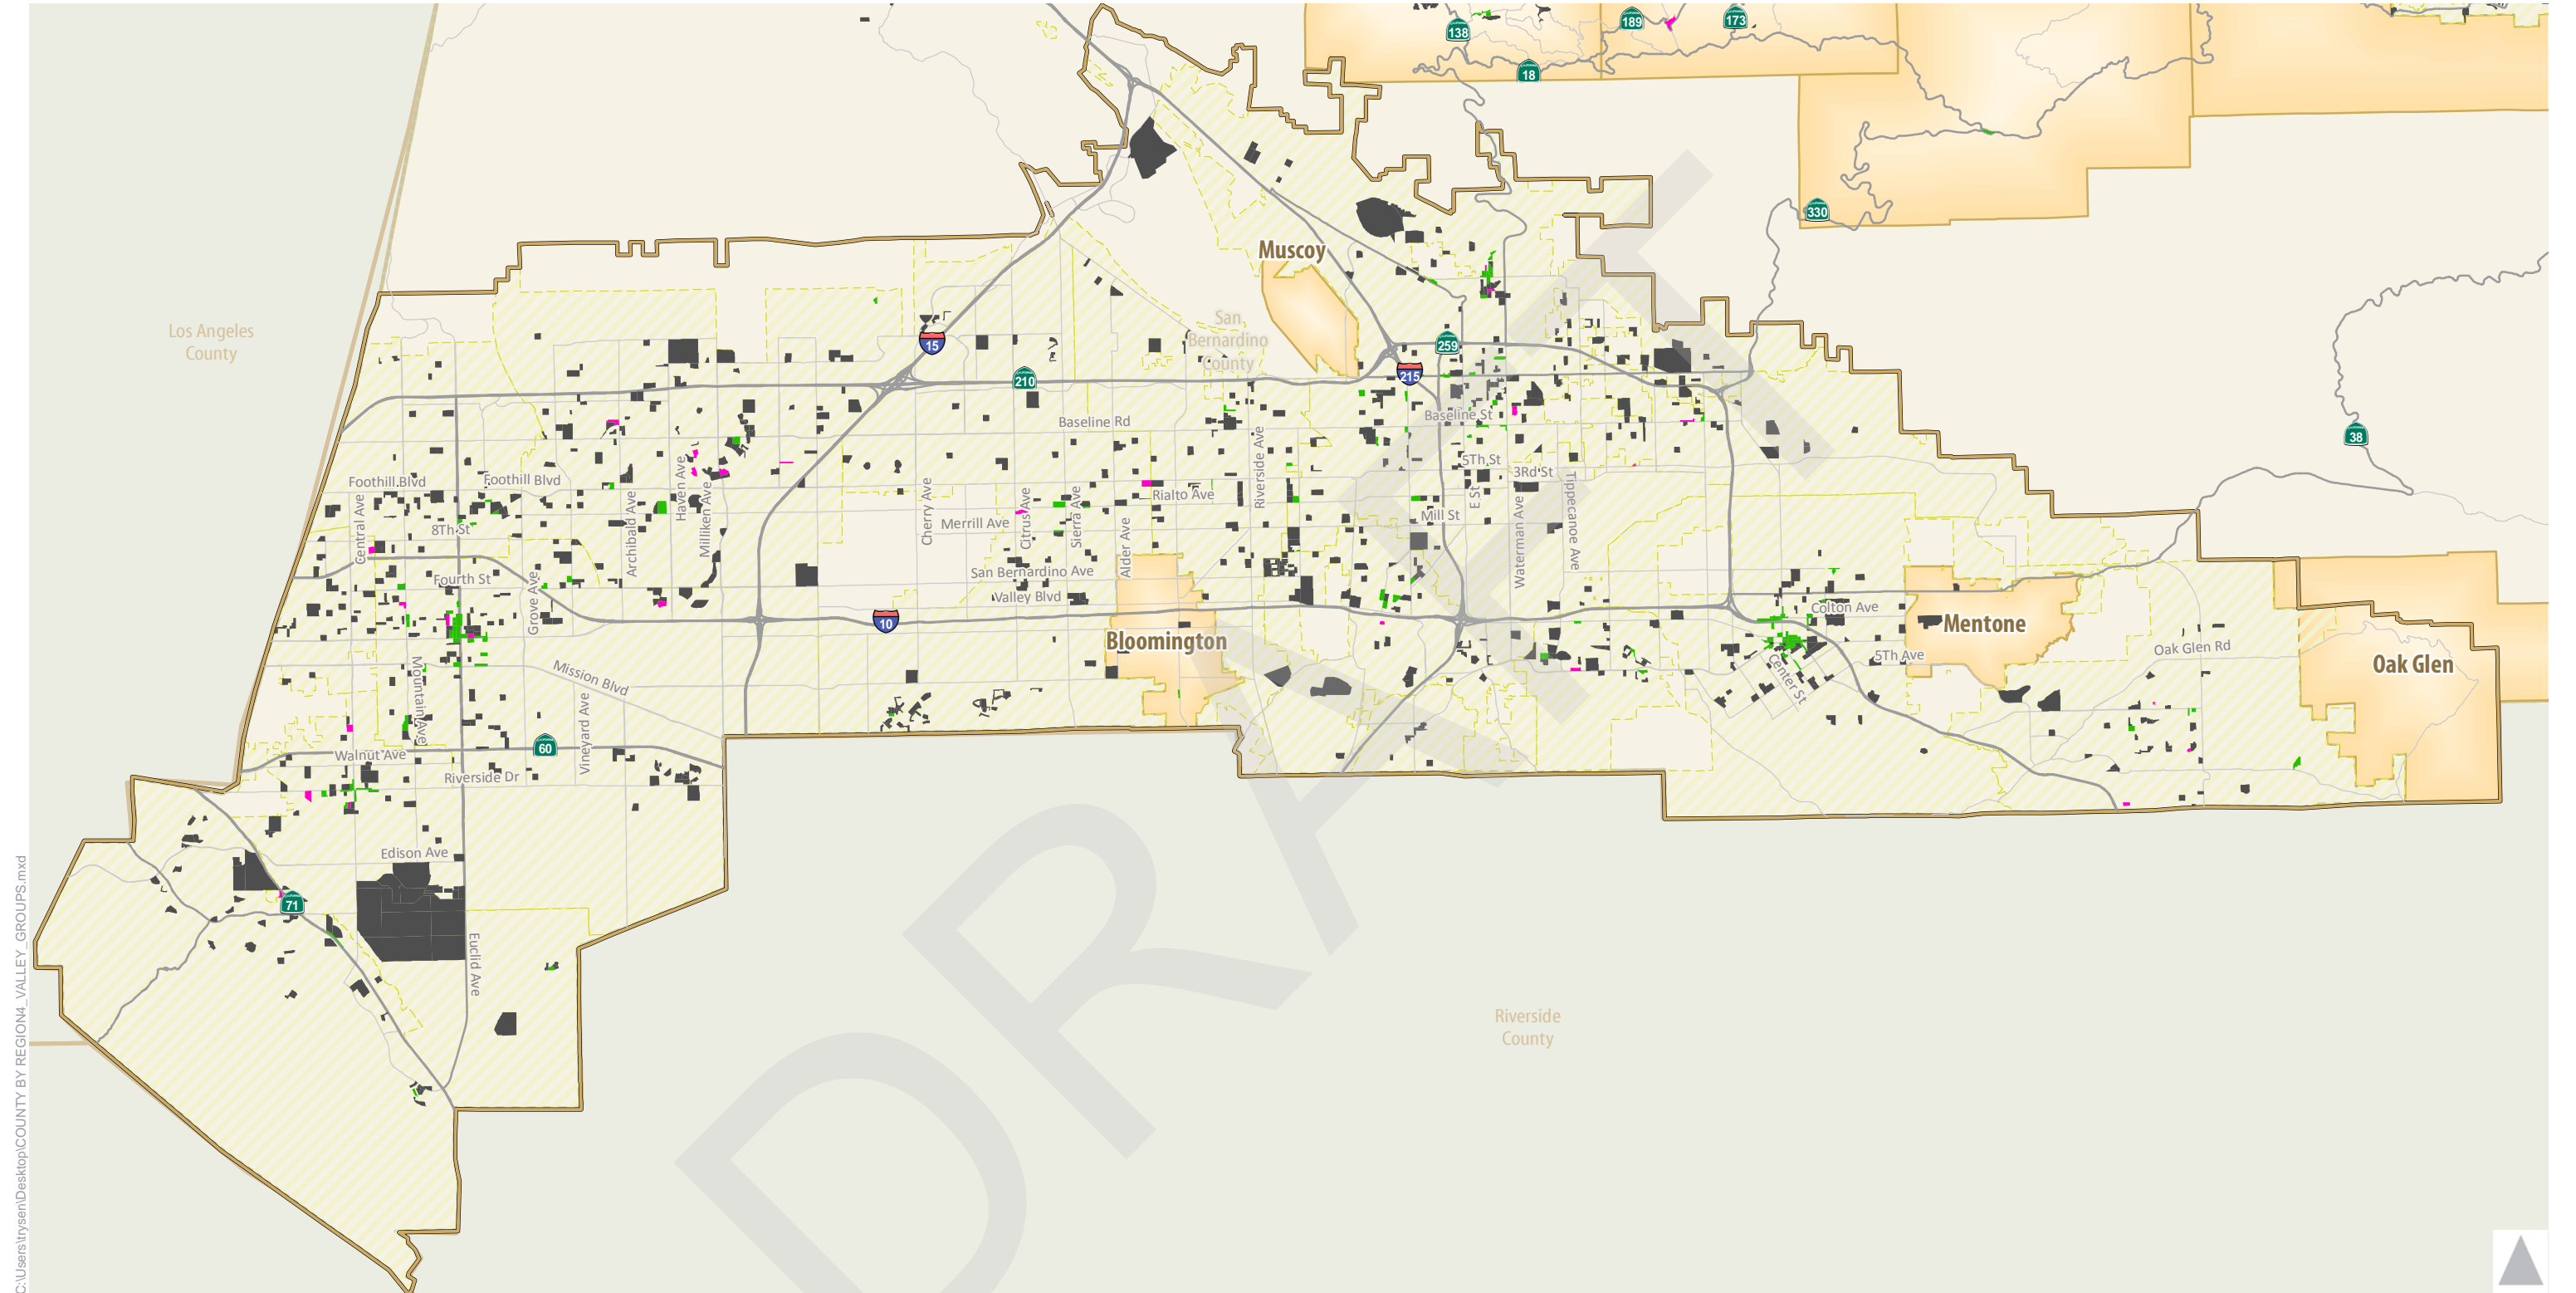 138
189
173
18
330
Muscoy
Los Angeles
County
San
Bernardino
County
15
259
210
215
38
Baseline Rd
Baseline St
Foothill Blvd
Foothill Blvd
5Th St
3Rd St
Rialto Ave
Central Ave
8Th St
Archibald Ave
Haven Ave
Milliken Ave
Cherry Ave
Merrill Ave
Citrus Ave
Sierra Ave
Alder Ave
Riverside Ave
Mill St
E St
Waterman Ave
Tippecanoe Ave
Fourth St
Grove Ave
San Bernardino Ave
Valley Blvd
10
Colton Ave
Mentone
Bloomington
Oak Glen Rd
5Th Ave
Center St
Oak Glen
Mission Blvd
Mountain Ave
Vineyard Ave
Walnut Ave
60
Riverside Dr
Edison Ave
71
Euclid Ave
Riverside
County
DRAFT
C:\Users\trysen\Desktop\COUNTY BY REGION4_VALLEY_GROUPS.mxd